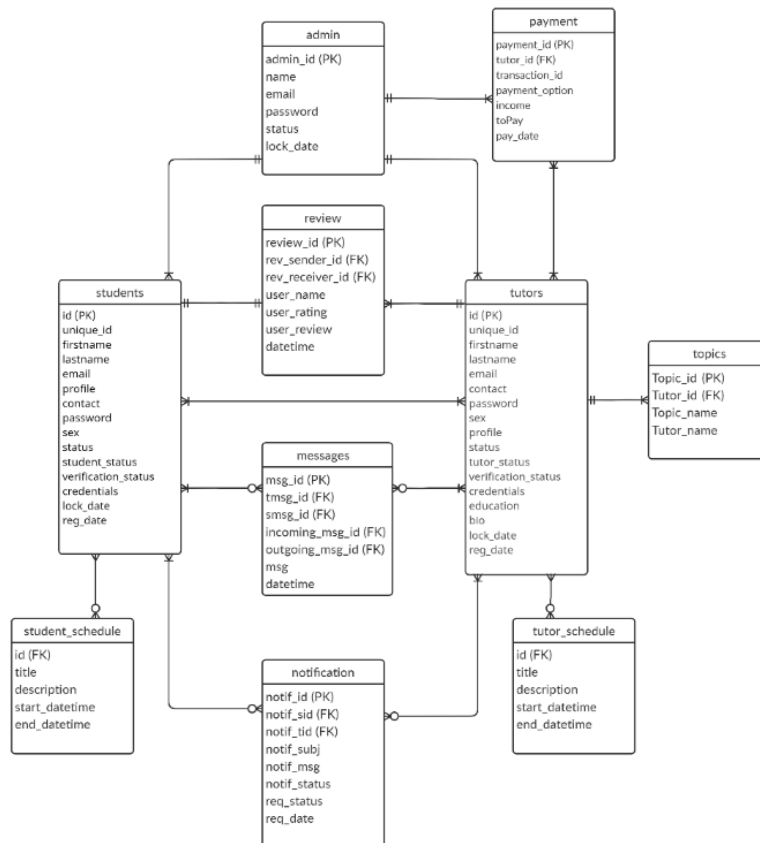 admin
admin_id (PK)
name
email
password
status
lock_date
payment
payment_id (PK)
tutor_id (FK)
transaction_id
payment_option
income
toPay
pay_date
review
review_id (PK)
rev_sender_id (FK)
rev_receiver_id (FK)
user_name
user_rating
user_review
datetime
students
id (PK)
unique_id
firstname
lastname
email
profile
contact
password
sex
status
student_status
verification_status
credentials
lock_date
reg_date
tutors
id (PK)
unique_id
firstname
lastname
email
contact
password
sex
profile
status
tutor_status
verification_status
credentials
education
bio
lock_date
reg_date
topics
Topic_id (PK)
Tutor_id (FK)
Topic_name
Tutor_name
messages
msg_id (PK)
tmsg_id (FK)
smsg_id (FK)
incoming_msg_id (FK)
outgoing_msg_id (FK)
msg
datetime
student_schedule
id (FK)
title
description
start_datetime
end_datetime
notification
notif_id (PK)
notif_sid (FK)
notif_tid (FK)
notif_subj
notif_msg
notif_status
req_status
req_date
tutor_schedule
id (FK)
title
description
start_datetime
end_datetime